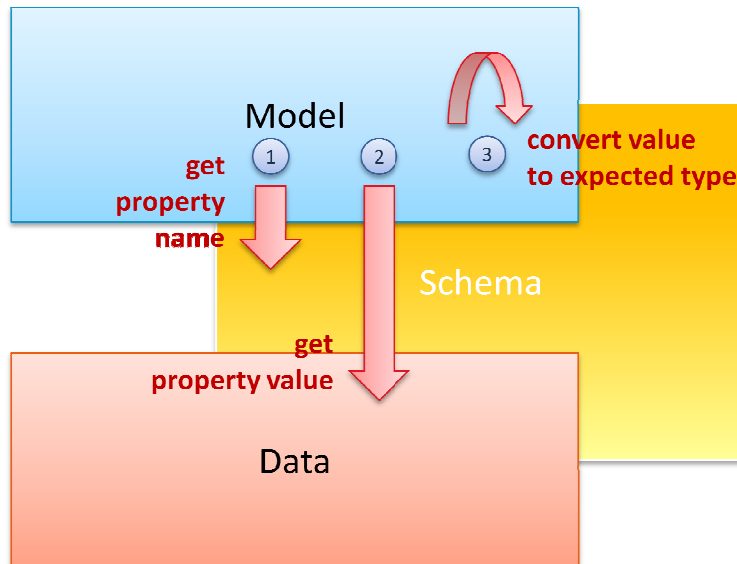 Model
1
2
3
get
property
name
convert value
to expected type
Schema
get
property value
Data